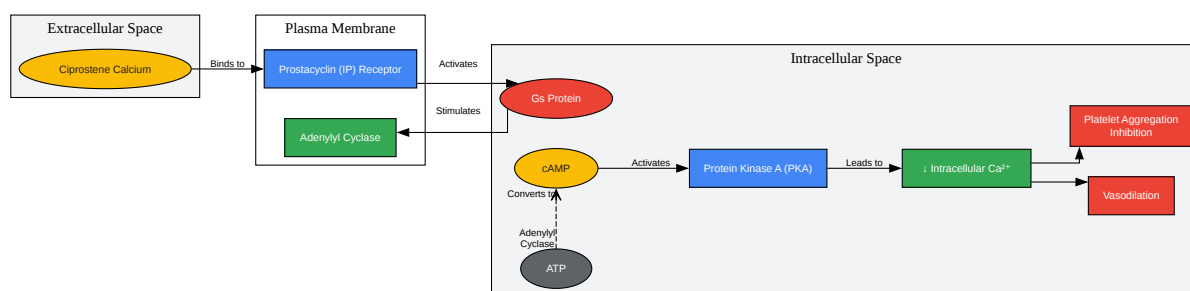 Extracellular Space
Ciprostene Calcium
Binds to
Plasma Membrane
Prostacyclin (IP) Receptor
Activates
Stimulates
Adenylyl Cyclase
Intracellular Space
Gs Protein
cAMP
Activates
Protein Kinase A (PKA)
Leads to
↓ Intracellular Ca²⁺
Platelet Aggregation
Inhibition
Vasodilation
Converts to
Adenylyl
Cyclase
ATP